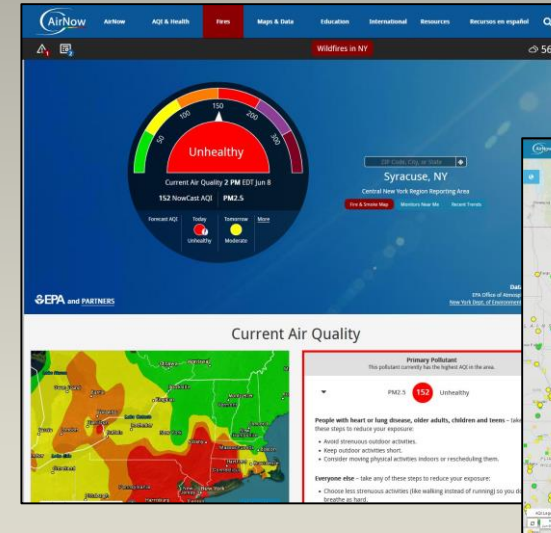 AirNow
AirNow
AQI & Health
Fires
Maps & Data
Education
International
Resources
Recursos en español
Wildfires in NY
56
50
100
150
200
300
Unhealthy
Current Air Quality 2 PM EDT Jun 8
152 NowCast AQI PM2.5
Forecast AQI
Today
Unhealthy
Tomorrow
Moderate
More
ZIP Code, City, or State
Syracuse, NY
Central New York Region Reporting Area
Fire & Smoke Map
Monitors Near Me
Recent Trends
EPA and PARTNERS
Current Air Quality
Primary Pollutant
This pollutant currently has the highest AQI in the area.
PM2.5 152 Unhealthy
People with heart or lung disease, older adults, children and teens – take
these steps to reduce your exposure:
• Avoid strenuous outdoor activities.
• Keep outdoor activities short.
• Consider moving physical activities indoors or rescheduling them.
Everyone else – take any of these steps to reduce your exposure:
• Choose less strenuous activities (like walking instead of running) so you do
breathe as hard.